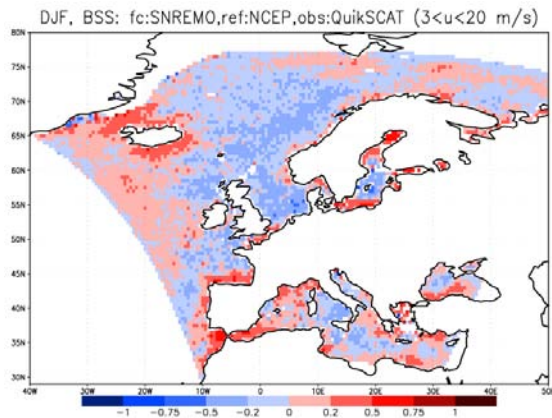 DJF, BSS: fc:SNREMO,ref:NCEP,obs:QuikSCAT (3<u<20 m/s)
80N
75N
70N
65N
60N
55N
50N
45N
40N
35N
30N
40W 30W 20W 10W 0 10E 20E 30E 40E 50E
-1 -0.75 -0.5 -0.2 0 0.2 0.5 0.75 1